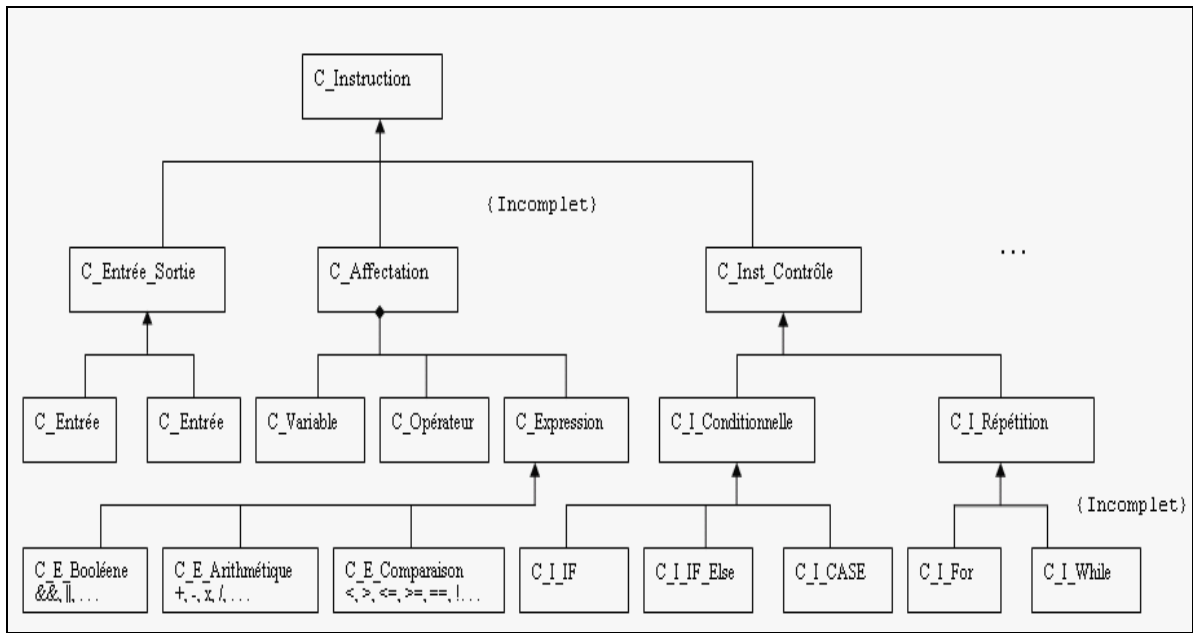 C_Instruction
{Incomplet}
C_Entrée_Sortie
C_Affectation
C_Inst_Contrôle
...
C_Entrée
C_Entrée
C_Variable
C_Opérateur
C_Expression
C_I_Conditionnelle
C_I_Répétition
{Incomplet}
C_E_Booléene
&&, ||, . . .
C_E_Arithmétique
+, -, x, /, . . .
C_E_Comparaison
<, >, <=, >=, ==, !. . .
C_I_IF
C_I_IF_Else
C_I_CASE
C_I_For
C_I_While